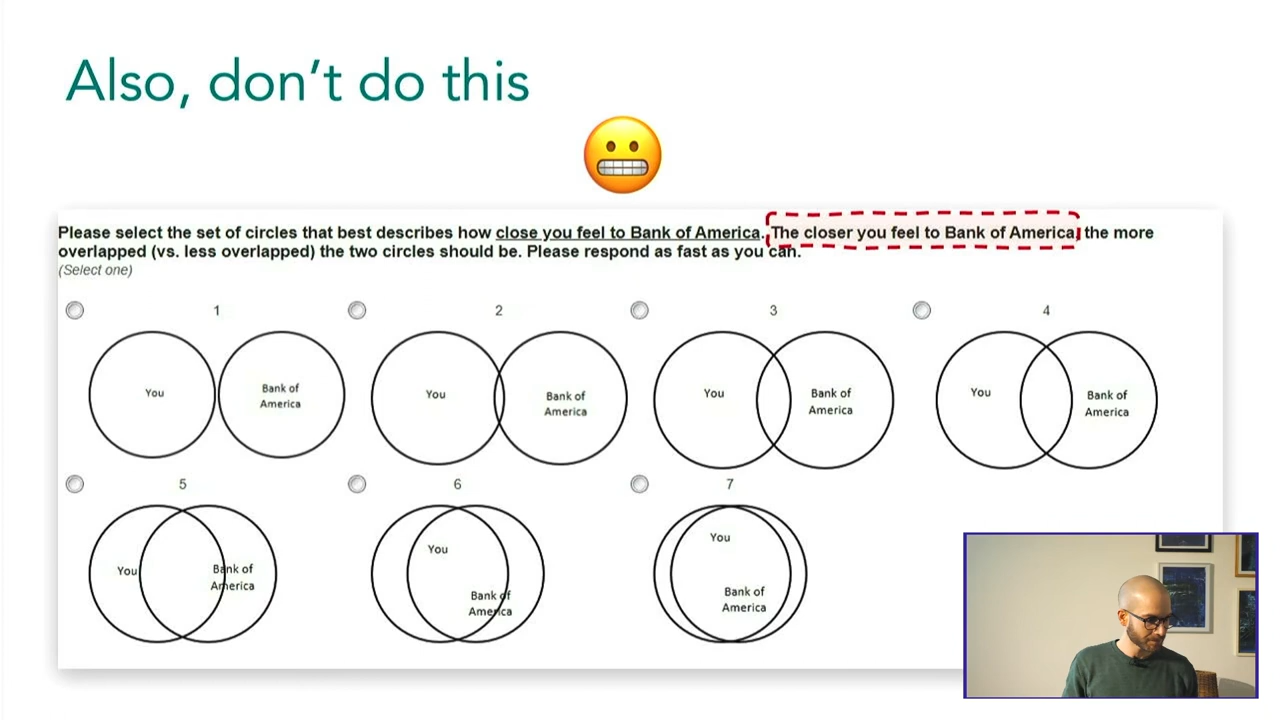 Also, don't do this
Please select the set of circles that best describes how close you feel to Bank of America. The closer you feel to Bank of America, the more
overlapped (vs. less overlapped) the two circles should be. Please respond as fast as you can.
(Select one)
1
2
3
4
You
Bank of
America
You
Bank of
America
You
Bank of
America
You
Bank of
America
5
6
7
You
Bank of
America
You
Bank of
America
You
Bank of
America